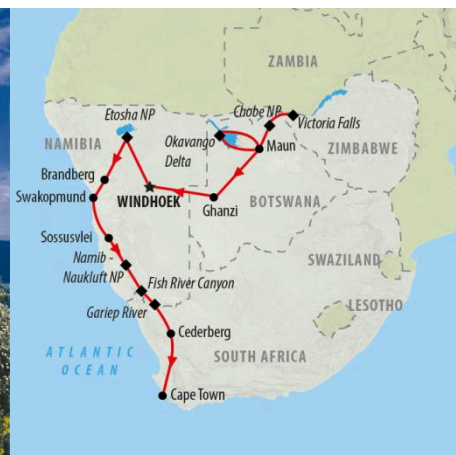 ZAMBIA
Etosha NP
Chobe NP
Victoria Falls
NAMIBIA
Okavango
Delta
Maun
ZIMBABWE
Brandberg
Swakopmund
WINDHOEK
Ghanzi
BOTSWANA
Sossusvlei
Namib -
Naukluft NP
SWAZILAND
Fish River Canyon
Gariep River
LESOTHO
Cederberg
ATLANTIC
OCEAN
SOUTH AFRICA
Cape Town